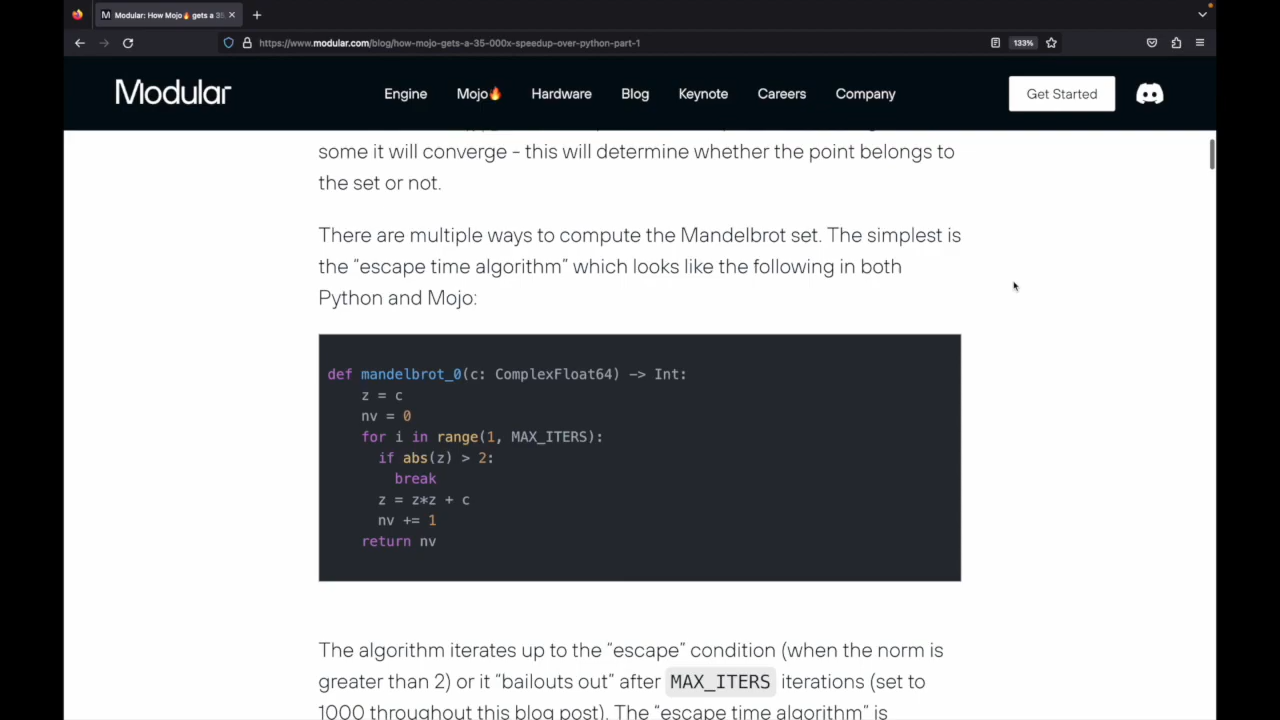 Modular: How Mojo🔥 gets a 35
https://www.modular.com/blog/how-mojo-gets-a-35-000x-speedup-over-python-part-1
133%
Modular
Engine
Mojo🔥
Hardware
Blog
Keynote
Careers
Company
Get Started
some it will converge - this will determine whether the point belongs to
the set or not.
There are multiple ways to compute the Mandelbrot set. The simplest is
the “escape time algorithm” which looks like the following in both
Python and Mojo:
def mandelbrot_0(c: ComplexFloat64) -> Int:
    z = c
    nv = 0
    for i in range(1, MAX_ITERS):
      if abs(z) > 2:
        break
      z = z*z + c
      nv += 1
    return nv
The algorithm iterates up to the “escape” condition (when the norm is
greater than 2) or it “bailouts out” after MAX_ITERS iterations (set to
1000 throughout this blog post). The “escape time algorithm” is